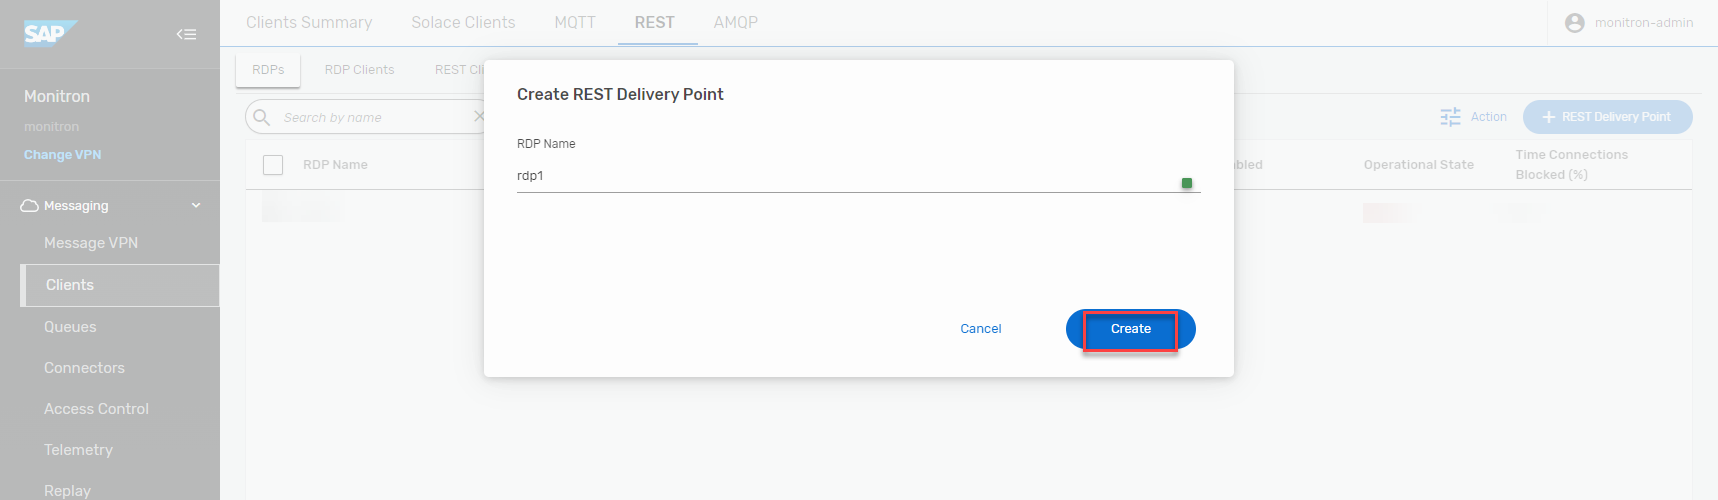 SAP
Clients Summary Solace Clients MQTT REST AMQP
monitron-admin
RDPs RDP Clients REST Cli
Monitron
monitron
Change VPN
Search by name
Action
REST Delivery Point
RDP Name
bled
Operational State
Time Connections
Blocked (%)
Create REST Delivery Point
RDP Name
rdp1
Cancel
Create
Messaging
Message VPN
Clients
Queues
Connectors
Access Control
Telemetry
Replay